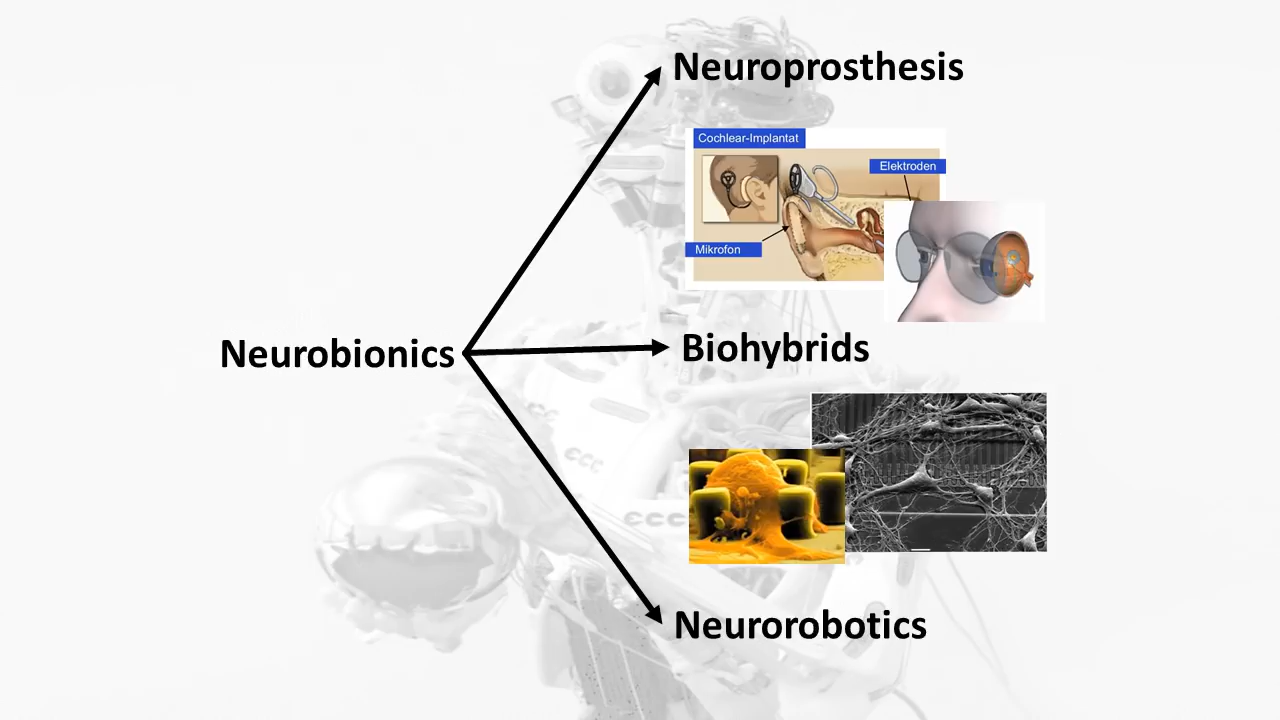 Neuroprosthesis
Cochlear-Implantat
Elektroden
Mikrofon
Neurobionics
Biohybrids
Neurorobotics